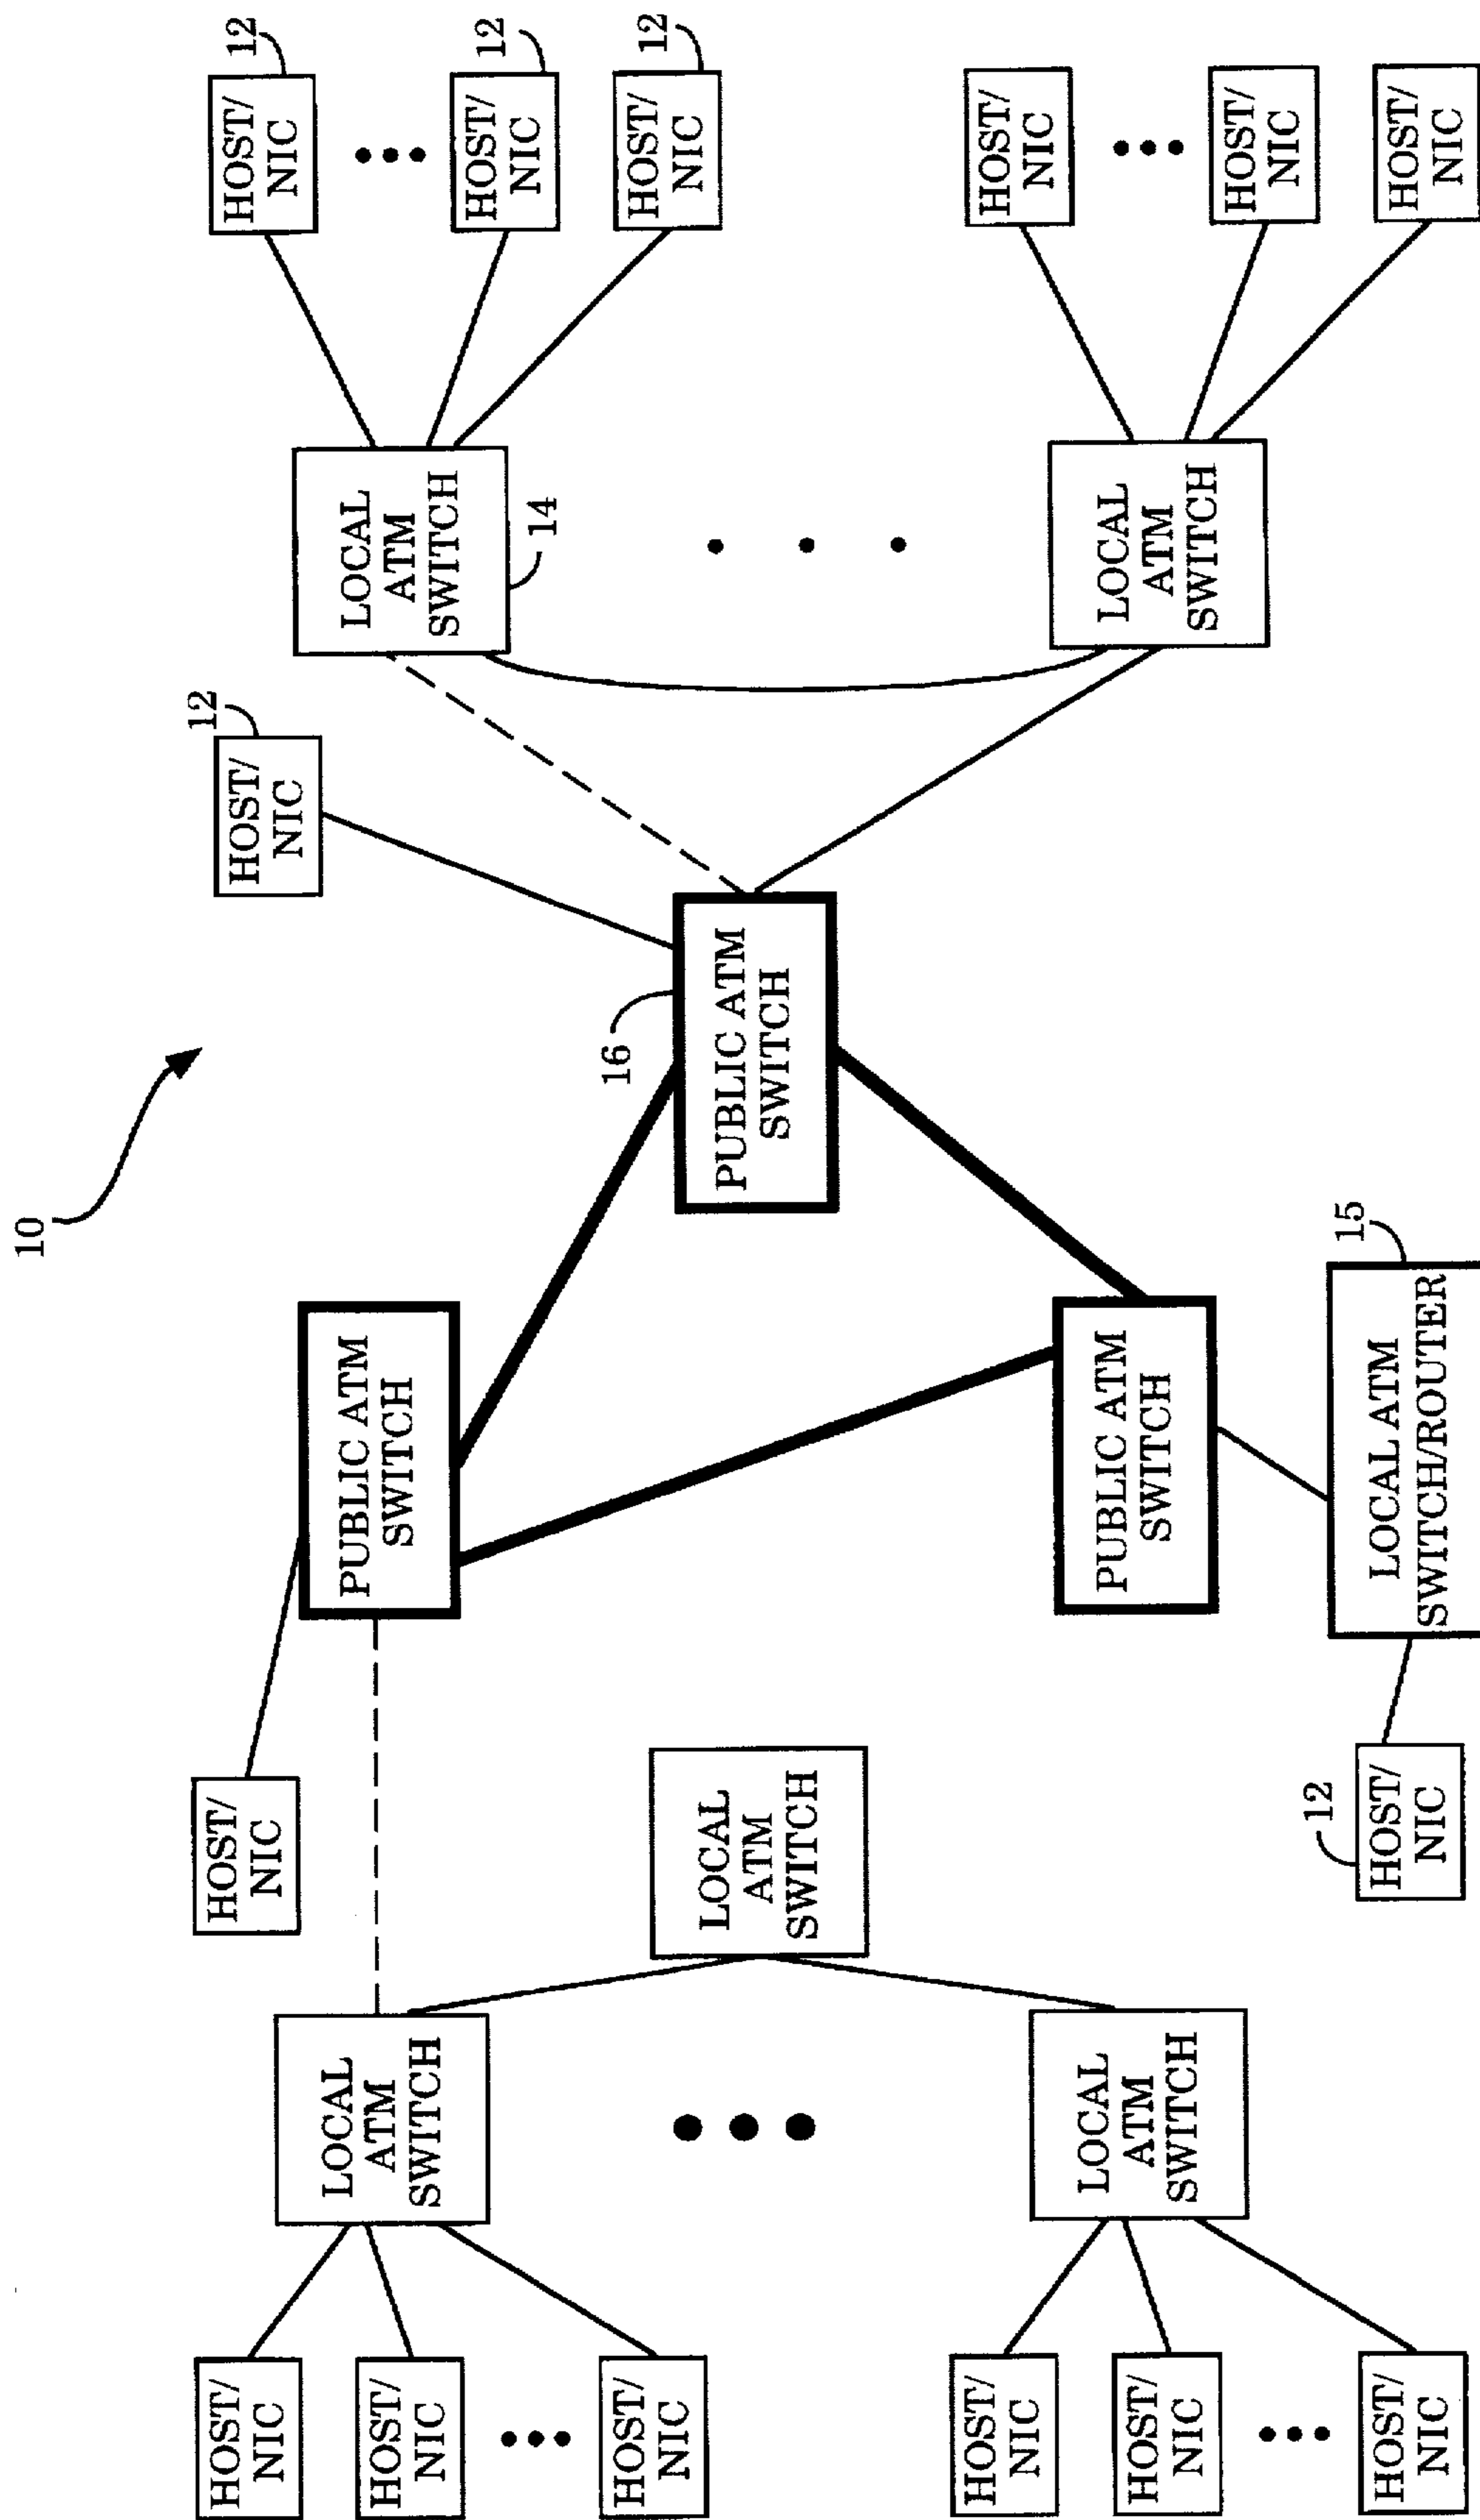 10
HOST/
NIC
HOST/
NIC
12
HOST/
NIC
12
HOST/
NIC
HOST/
NIC
12
HOST/
NIC
12
HOST/
NIC
LOCAL
ATM
SWITCH
PUBLIC ATM
SWITCH
LOCAL
ATM
SWITCH
14
LOCAL
ATM
SWITCH
16
PUBLIC ATM
SWITCH
HOST/
NIC
HOST/
NIC
HOST/
NIC
LOCAL
ATM
SWITCH
PUBLIC ATM
SWITCH
LOCAL
ATM
SWITCH
HOST/
NIC
HOST/
NIC
HOST/
NIC
12
HOST/
NIC
LOCAL ATM
SWITCH/ROUTER
15
HOST/
NIC
12